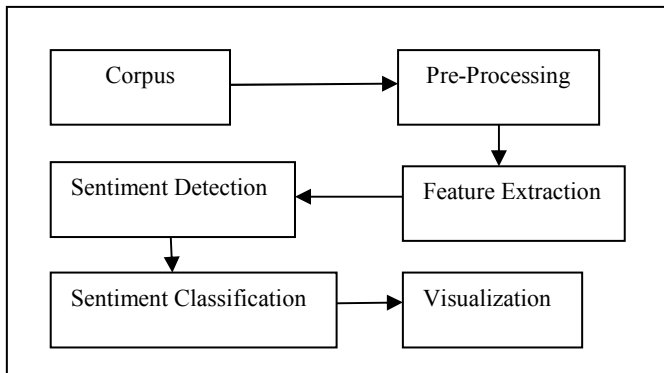 Corpus
Pre-Processing
Sentiment Detection
Feature Extraction
Sentiment Classification
Visualization